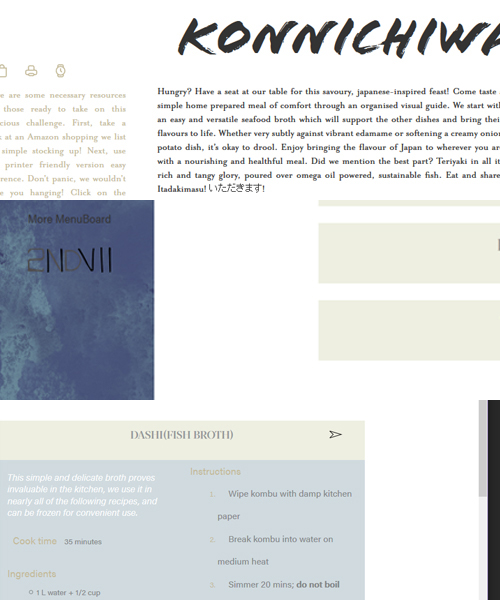 KONNICHIWA
Hungry? Have a seat at our table for this savoury, japanese-inspired feast! Come taste
simple home prepared meal of comfort through an organised visual guide. We start with
an easy and versatile seafood broth which will support the other dishes and bring their
flavours to life. Whether very subtly against vibrant edamame or softening a creamy onion
potato dish, it's okay to drool. Enjoy bringing the flavour of Japan to wherever you are
with a nourishing and healthful meal. Did we mention the best part? Teriyaki in all it
rich and tangy glory, poured over omega oil powered, sustainable fish. Eat and share
Itadakimasu! いただきます!
e are some necessary resources
those ready to take on this
cious challenge. First, take a
k at an Amazon shopping we list
simple stocking up! Next, use
printer friendly version easy
rence. Don't panic, we wouldn't
e you hanging! Click on the
More MenuBoard
2NDVII
DASHI(FISH BROTH)
This simple and delicate broth proves
invaluable in the kitchen, we use it in
nearly all of the following recipes, and
can be frozen for convenient use.
Cook time 35 minutes
Ingredients
1 L water + 1/2 cup
Instructions
1. Wipe kombu with damp kitchen
paper
2. Break kombu into water on
medium heat
3. Simmer 20 mins; do not boil